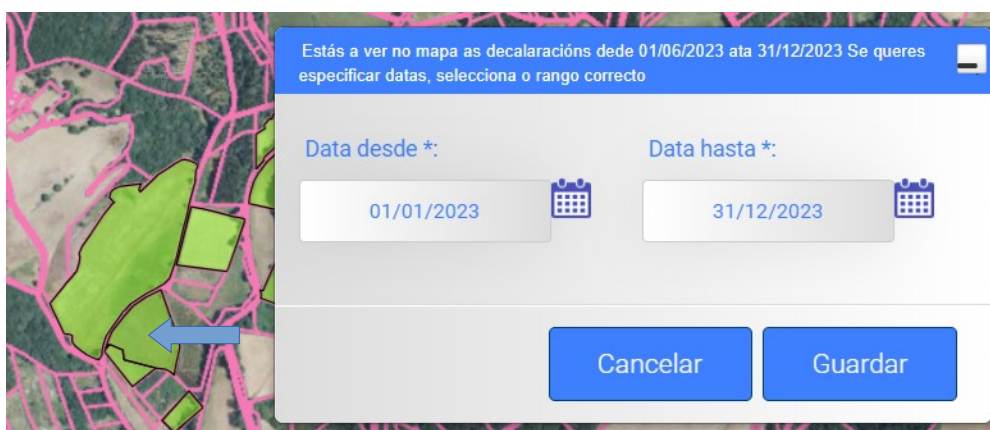 Estás a ver no mapa as decalaracións dede 01/06/2023 ata 31/12/2023 Se queres
especificar datas, selecciona o rango correcto
Data desde *:
Data hasta *:
01/01/2023
31/12/2023
Cancelar
Guardar